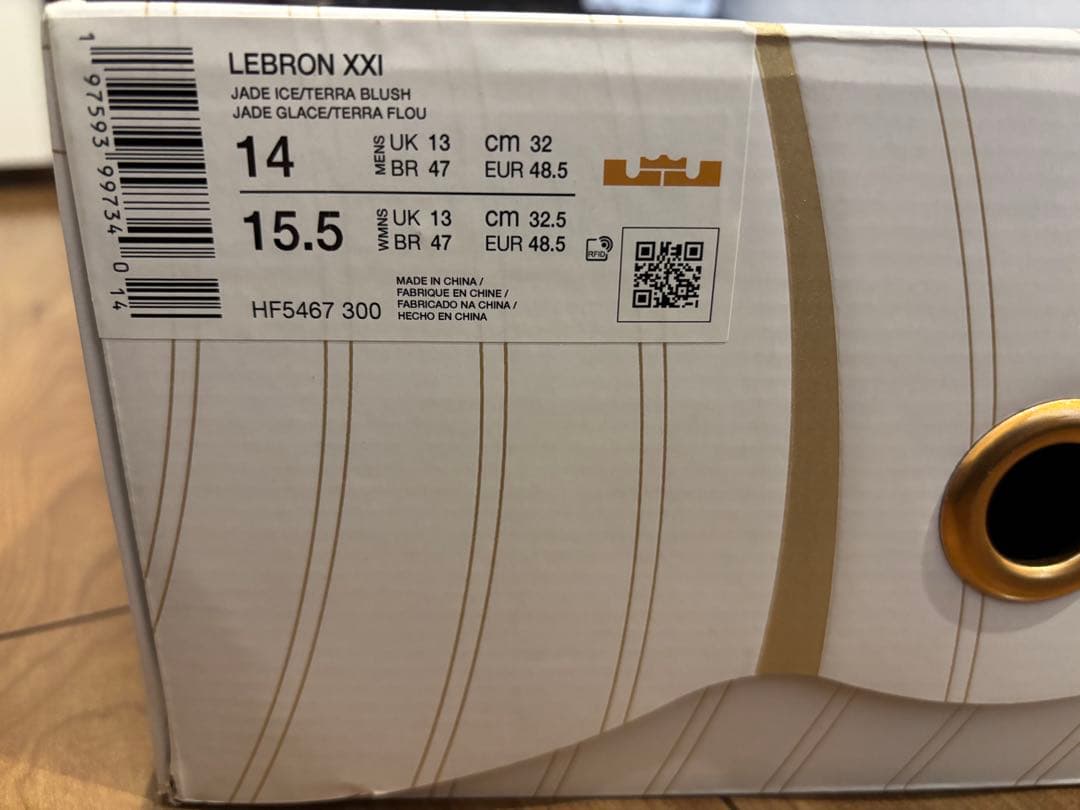 LEBRON XXI
JADE ICE/TERRA BLUSH
JADE GLACE/TERRA FLOU
14 MENS UK 13 cm 32
BR 47 EUR 48.5
15.5 WMNS UK 13 cm 32.5
BR 47 EUR 48.5
RFID
MADE IN CHINA /
FABRIQUE EN CHINE /
FABRICADO NA CHINA /
HECHO EN CHINA
HF5467 300
1 97593 99734 0 14